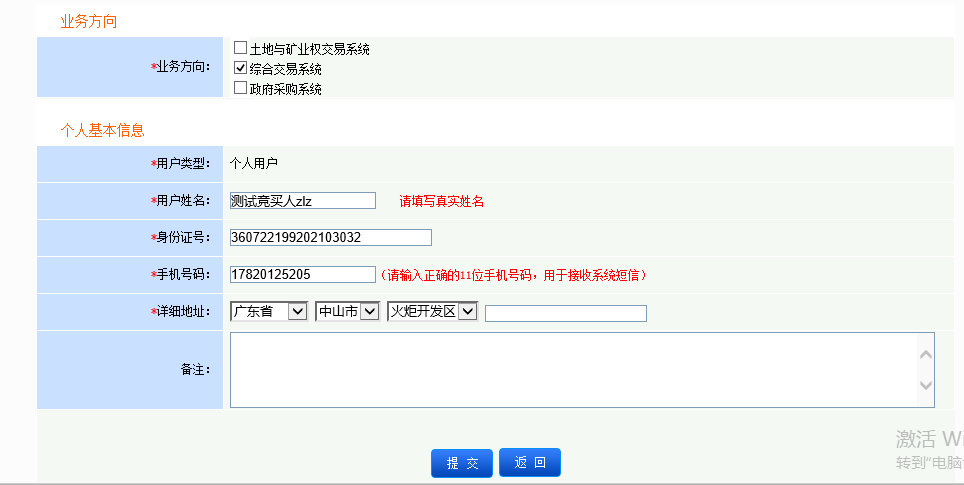 业务方向
*业务方向：
土地与矿业权交易系统
综合交易系统
政府采购系统
个人基本信息
*用户类型： 个人用户
*用户姓名： 测试竞买人zlz 请填写真实姓名
*身份证号： 360722199202103032
*手机号码： 17820125205 （请输入正确的11位手机号码，用于接收系统短信）
*详细地址： 广东省 中山市 火炬开发区
备注：
提 交 返 回
激活 Wi
转到"电脑